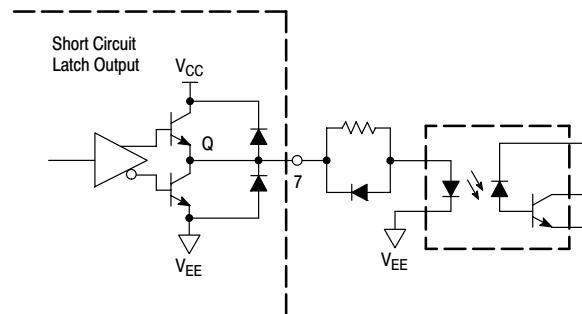 Short Circuit
Latch Output
VCC
Q
7
VEE
VEE